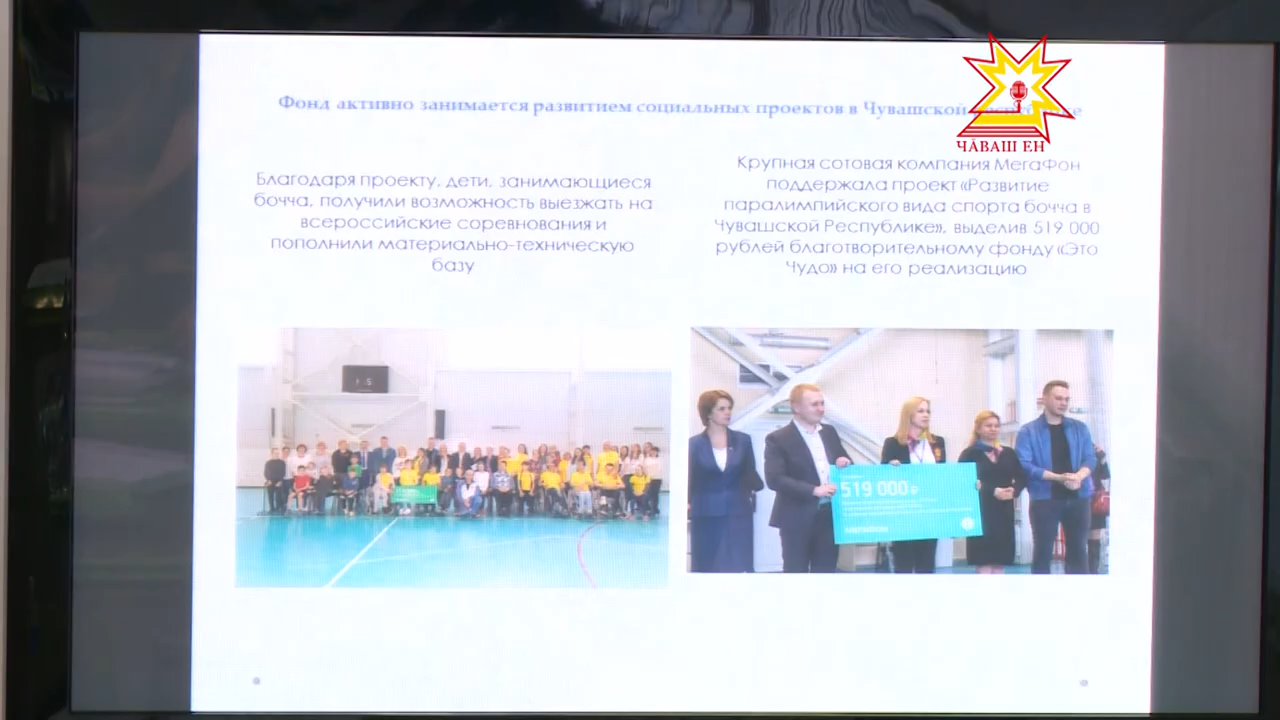 Фонд активно занимается развитием социальных проектов в Чувашской
ЧӐВАШ ЕН
Благодаря проекту, дети, занимающиеся
бочча, получили возможность выезжать на
всероссийские соревнования и
пополнили материально-техническую
базу
Крупная сотовая компания МегаФон
поддержала проект «Развитие
паралимпийского вида спорта бочча в
Чувашской Республике», выделив 519 000
рублей благотворительному фонду «Это
Чудо» на его реализацию
519 000 ₽